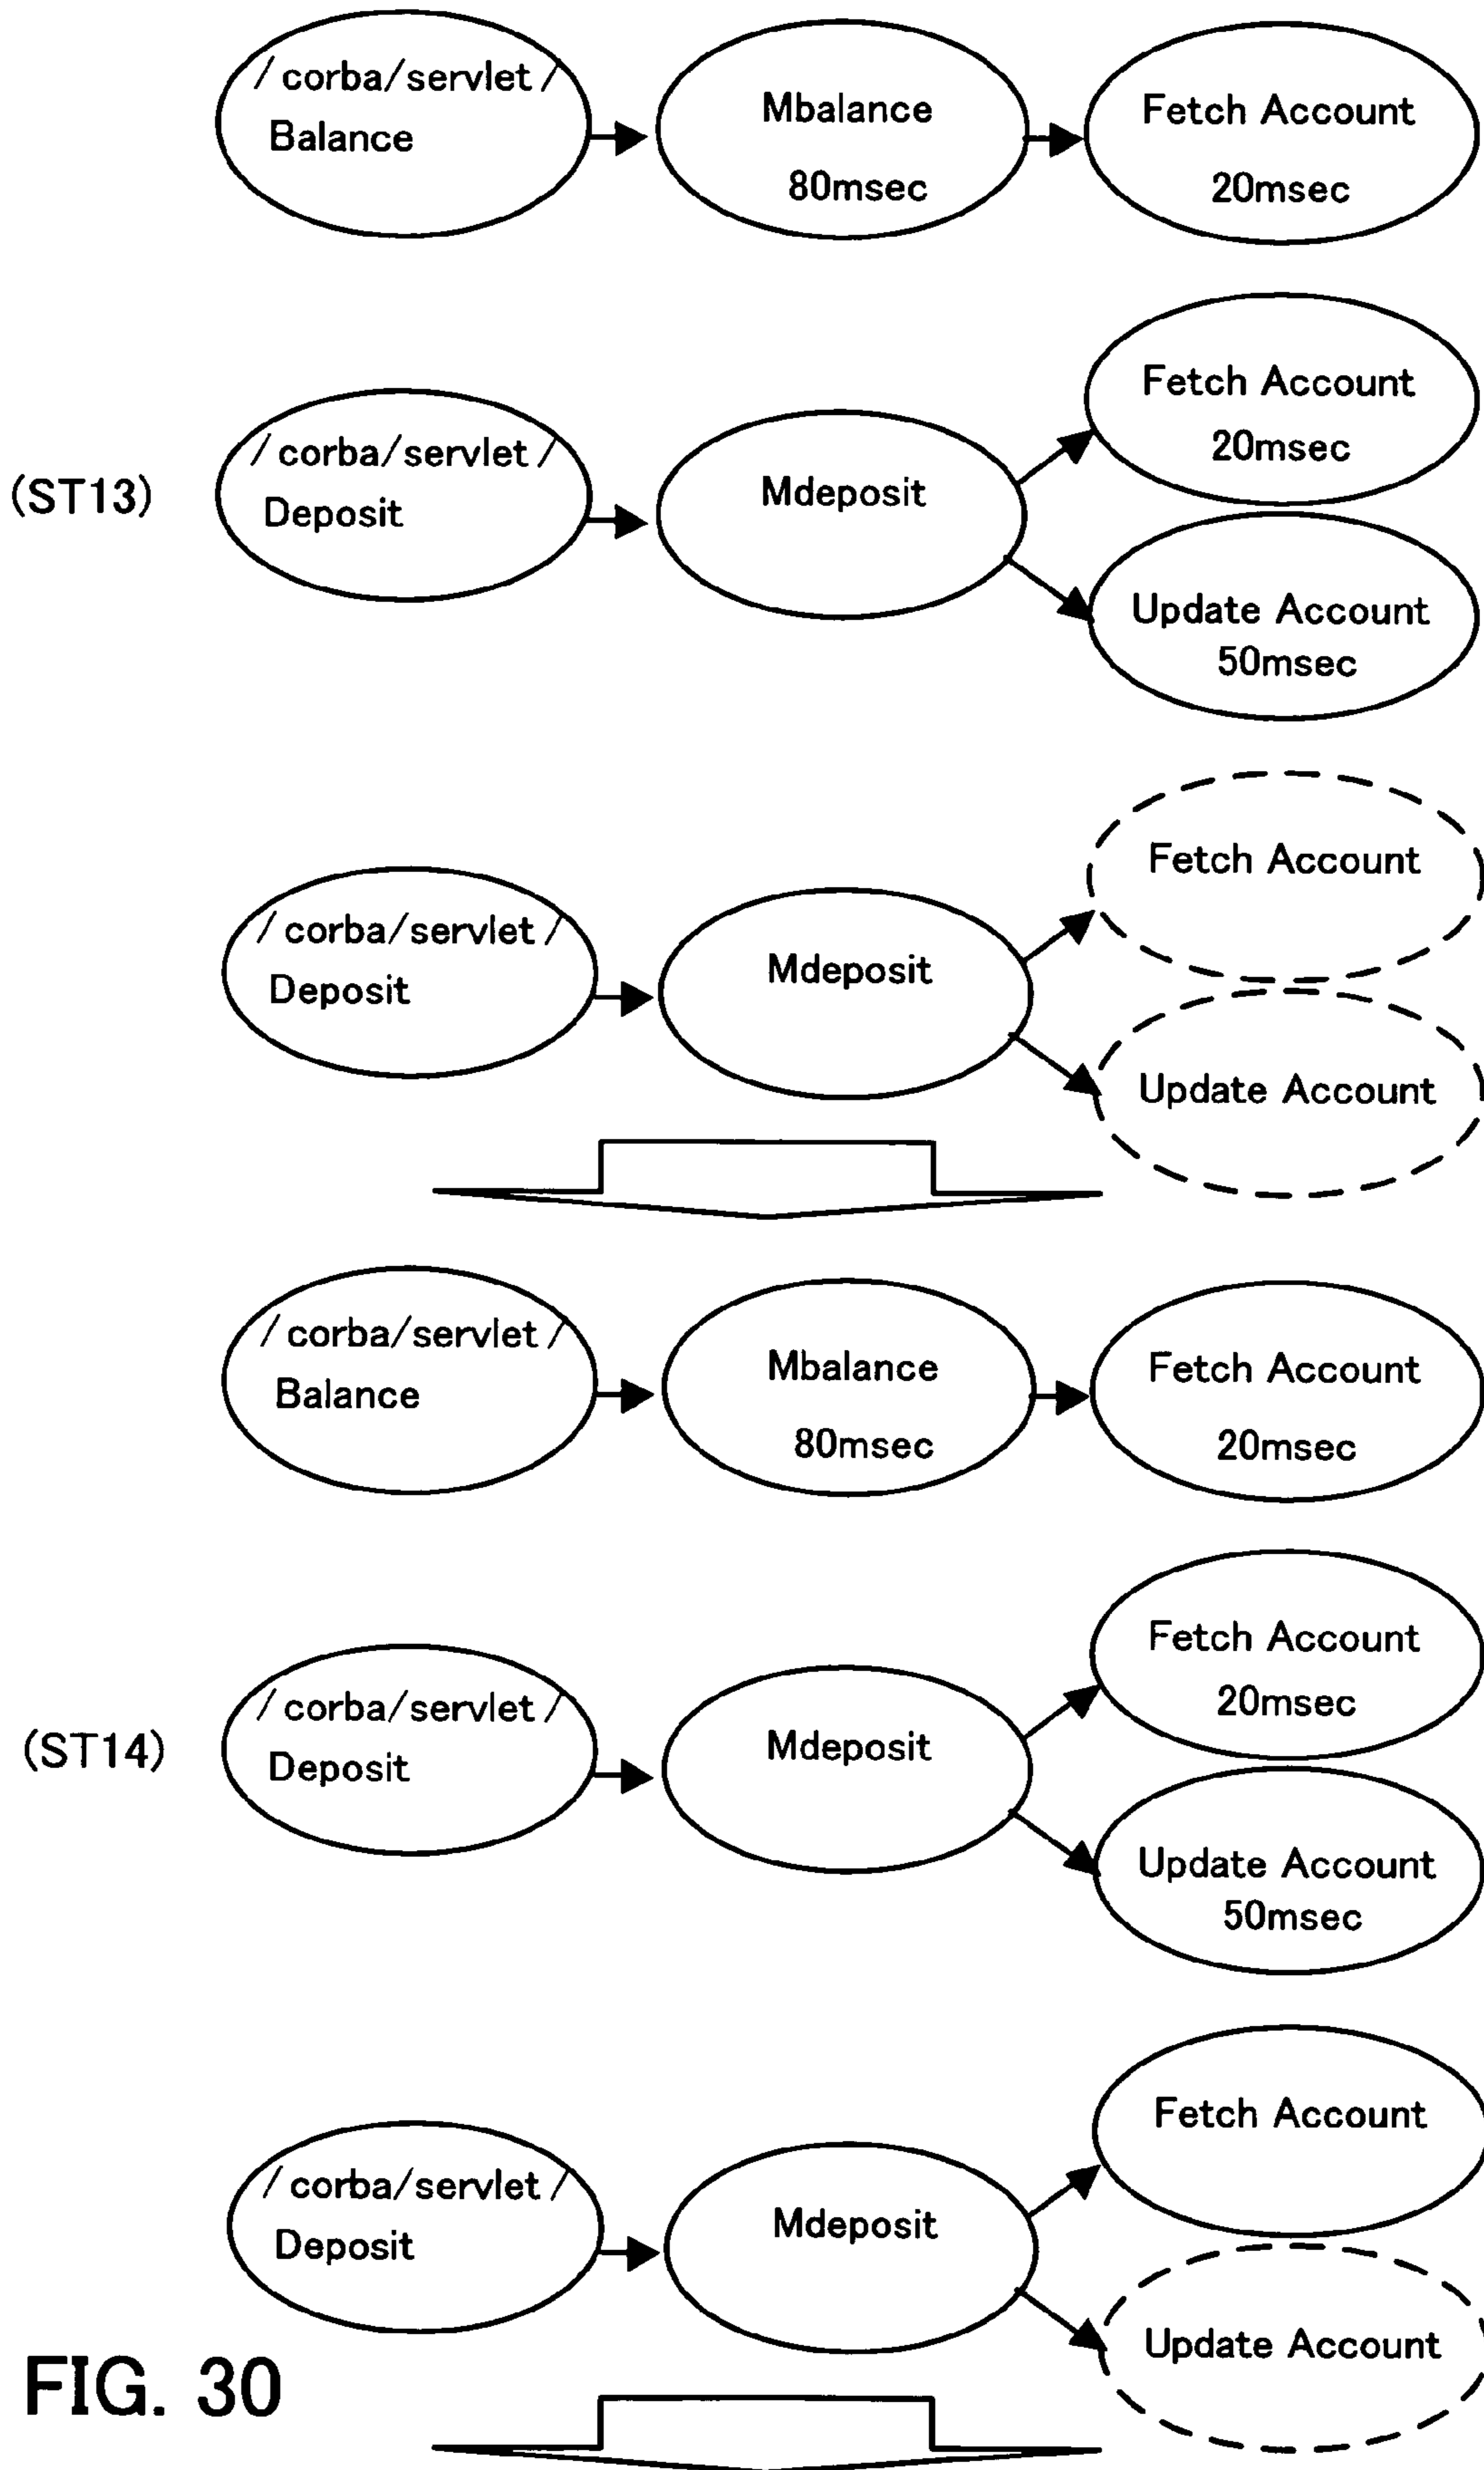 /corba/servlet/
Balance
Mbalance
80msec
Fetch Account
20msec
(ST13)
/corba/servlet/
Deposit
Mdeposit
Fetch Account
20msec
Update Account
50msec
/corba/servlet/
Deposit
Mdeposit
Fetch Account
Update Account
/corba/servlet/
Balance
Mbalance
80msec
Fetch Account
20msec
(ST14)
/corba/servlet/
Deposit
Mdeposit
Fetch Account
20msec
Update Account
50msec
/corba/servlet/
Deposit
Mdeposit
Fetch Account
Update Account
FIG. 30